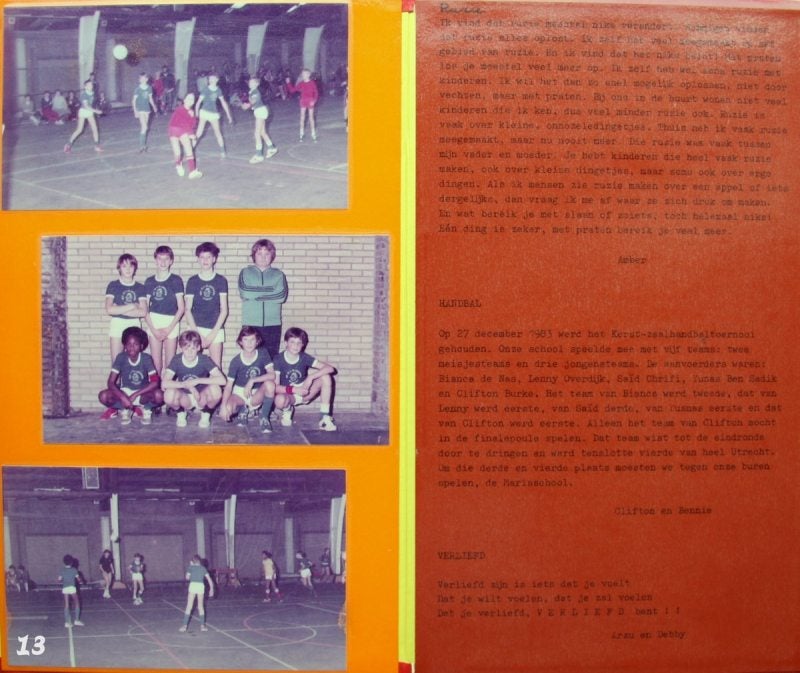 13
Ruzie
Ik vind dat ruzie meestal niks verandert.
dat ruzie alles oplost. Ik zelf heb veel meegemaakt op het
gebied van ruzie. En ik vind dat het niks helpt! Met praten
los je meestal veel meer op. Ik zelf heb wel eens ruzie met
kinderen. Ik wil het dan zo snel mogelijk oplossen, niet door
vechten, maar met praten. Bij ons in de buurt wonen niet veel
kinderen die ik ken, dus veel minder ruzie ook. Ruzie is
vaak over kleine, onnozeledingetjes. Thuis heb ik vaak ruzie
meegemaakt, maar nu nooit meer. Die ruzie was vaak tussen
mijn vader en moeder. Je hebt kinderen die heel vaak ruzie
maken, ook over kleine dingetjes, maar soms ook over erge
dingen. Als ik mensen zie ruzie maken over een appel of iets
dergelijks, dan vraag ik me af waar ze zich druk om maken.
En wat bereik je met slaan of zoiets, toch helemaal niks!
Eén ding is zeker, met praten bereik je veel meer.
Amber
HANDBAL
Op 27 december 1983 werd het Kerst-zaalhandbaltoernooi
gehouden. Onze school speelde mee met vijf teams: twee
meisjesteams en drie jongensteams. De aanvoerders waren:
Bianca de Nas, Lenny Overdijk, Saïd Chrifi, Yunas Ben Sadik
en Clifton Burke. Het team van Bianca werd tweede, dat van
Lenny werd eerste, van Saïd derde, van Yusnas eerste en dat
van Clifton werd eerste. Alleen het team van Clifton mocht
in de finalepoule spelen. Dat team wist tot de eindronde
door te dringen en werd tenslotte vierde van heel Utrecht.
Om die derde en vierde plaats moesten we tegen onze buren
spelen, de Mariaschool.
Clifton en Bennie
VERLIEFD
Verliefd zijn is iets dat je voelt
Dat je wilt voelen, dat je zal voelen
Dat je verliefd, V E R L I E F D bent ! !
Arzu en Debby